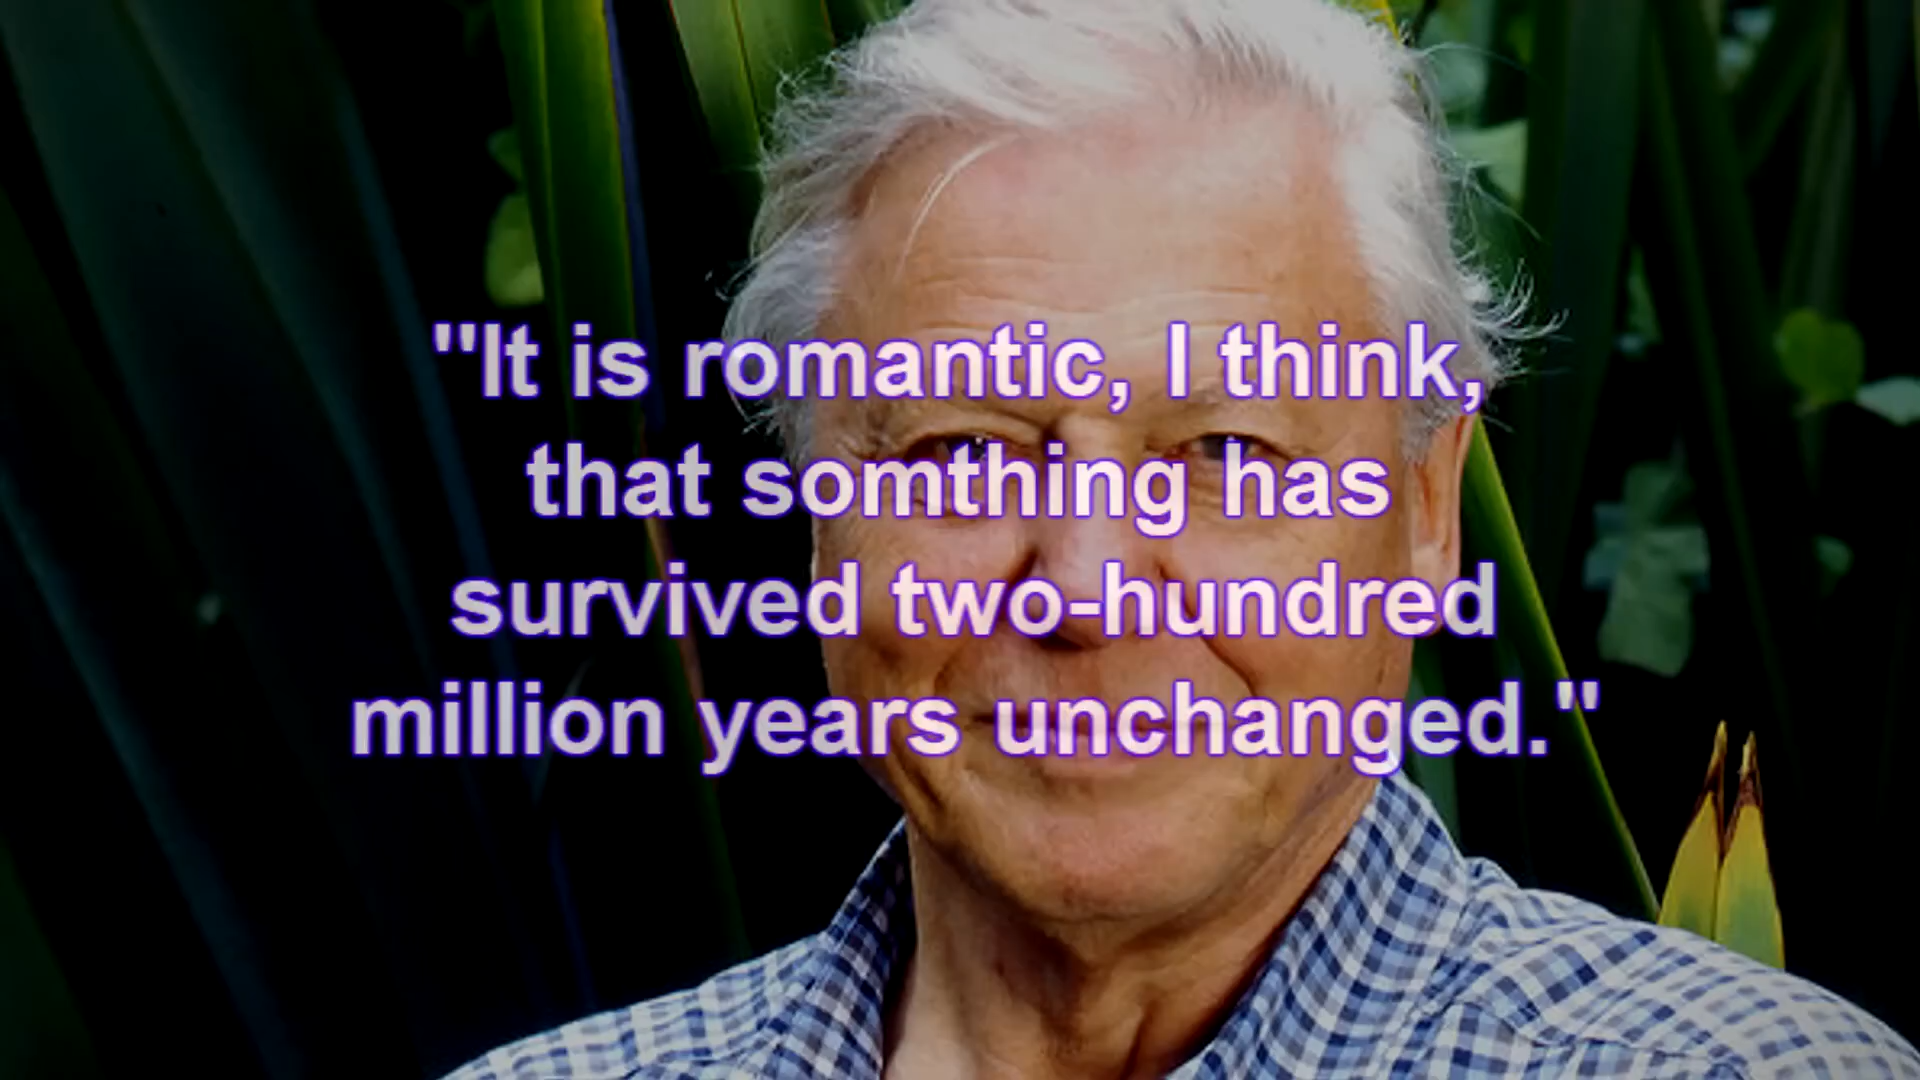 "It is romantic, I think,
that somthing has
survived two-hundred
million years unchanged."